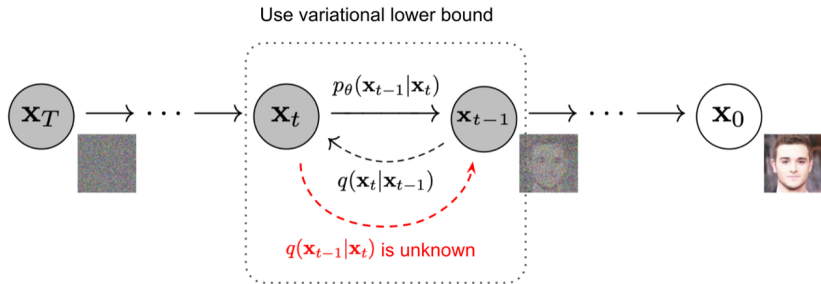 Use variational lower bound
p_θ(x_{t−1}|x_t)
x_T ⋯ x_t x_{t−1} ⋯ x_0
q(x_t|x_{t−1})
q(x_{t−1}|x_t) is unknown